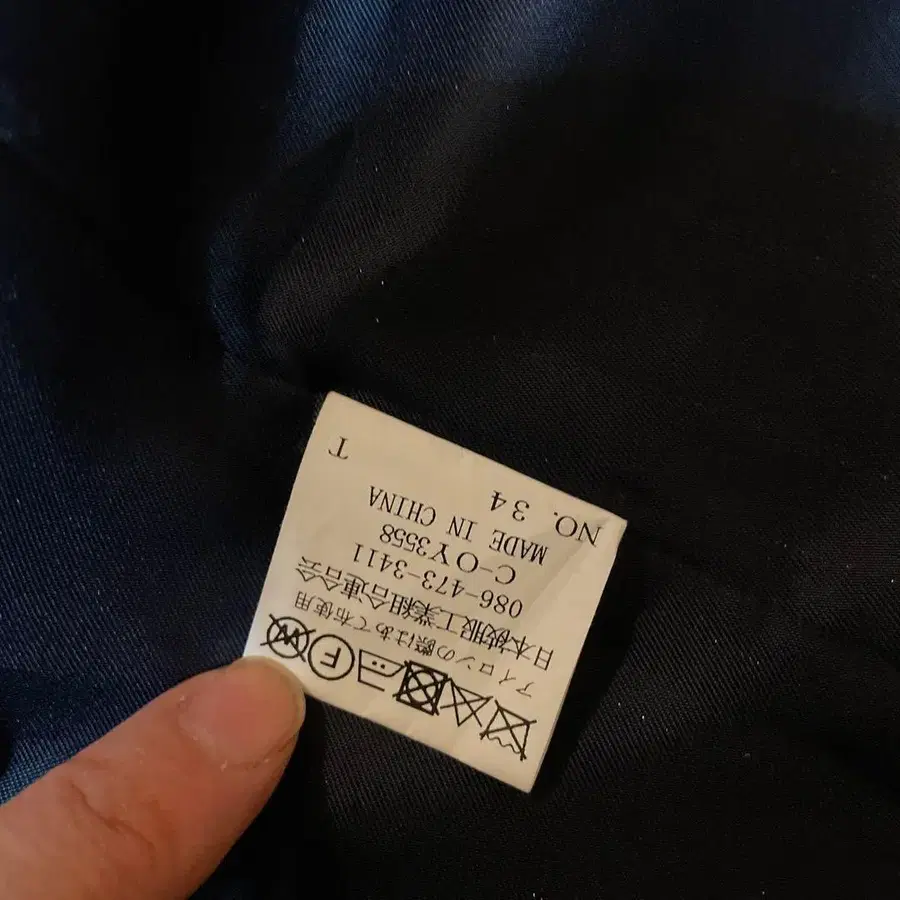 アイロンの際はあて布使用
日本被服工業組合連合会
086-473-3411
C-OY3558
MADE IN CHINA
NO. 34
T